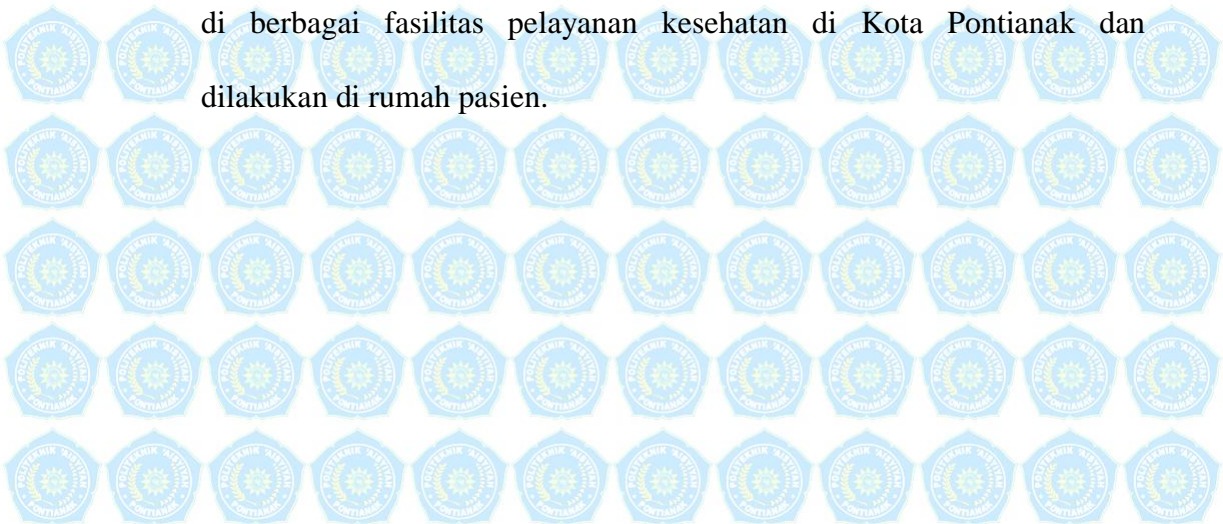 di berbagai fasilitas pelayanan kesehatan di Kota Pontianak dan
dilakukan di rumah pasien.